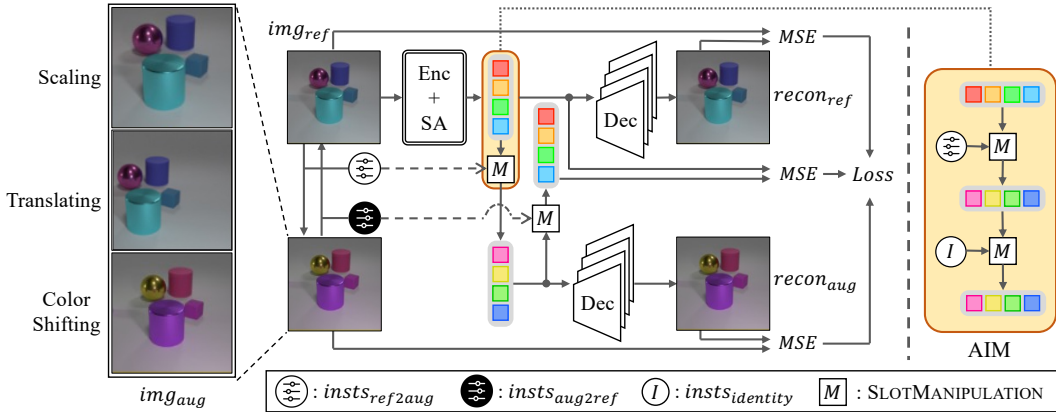 Scaling
Translating
Color
Shifting
img_aug
img_ref
Enc
+
SA
M
M
Dec
Dec
recon_ref
recon_aug
MSE
MSE
MSE
Loss
M
I
M
AIM
: insts_ref2aug
: insts_aug2ref
I : insts_identity
M : SLOTMANIPULATION